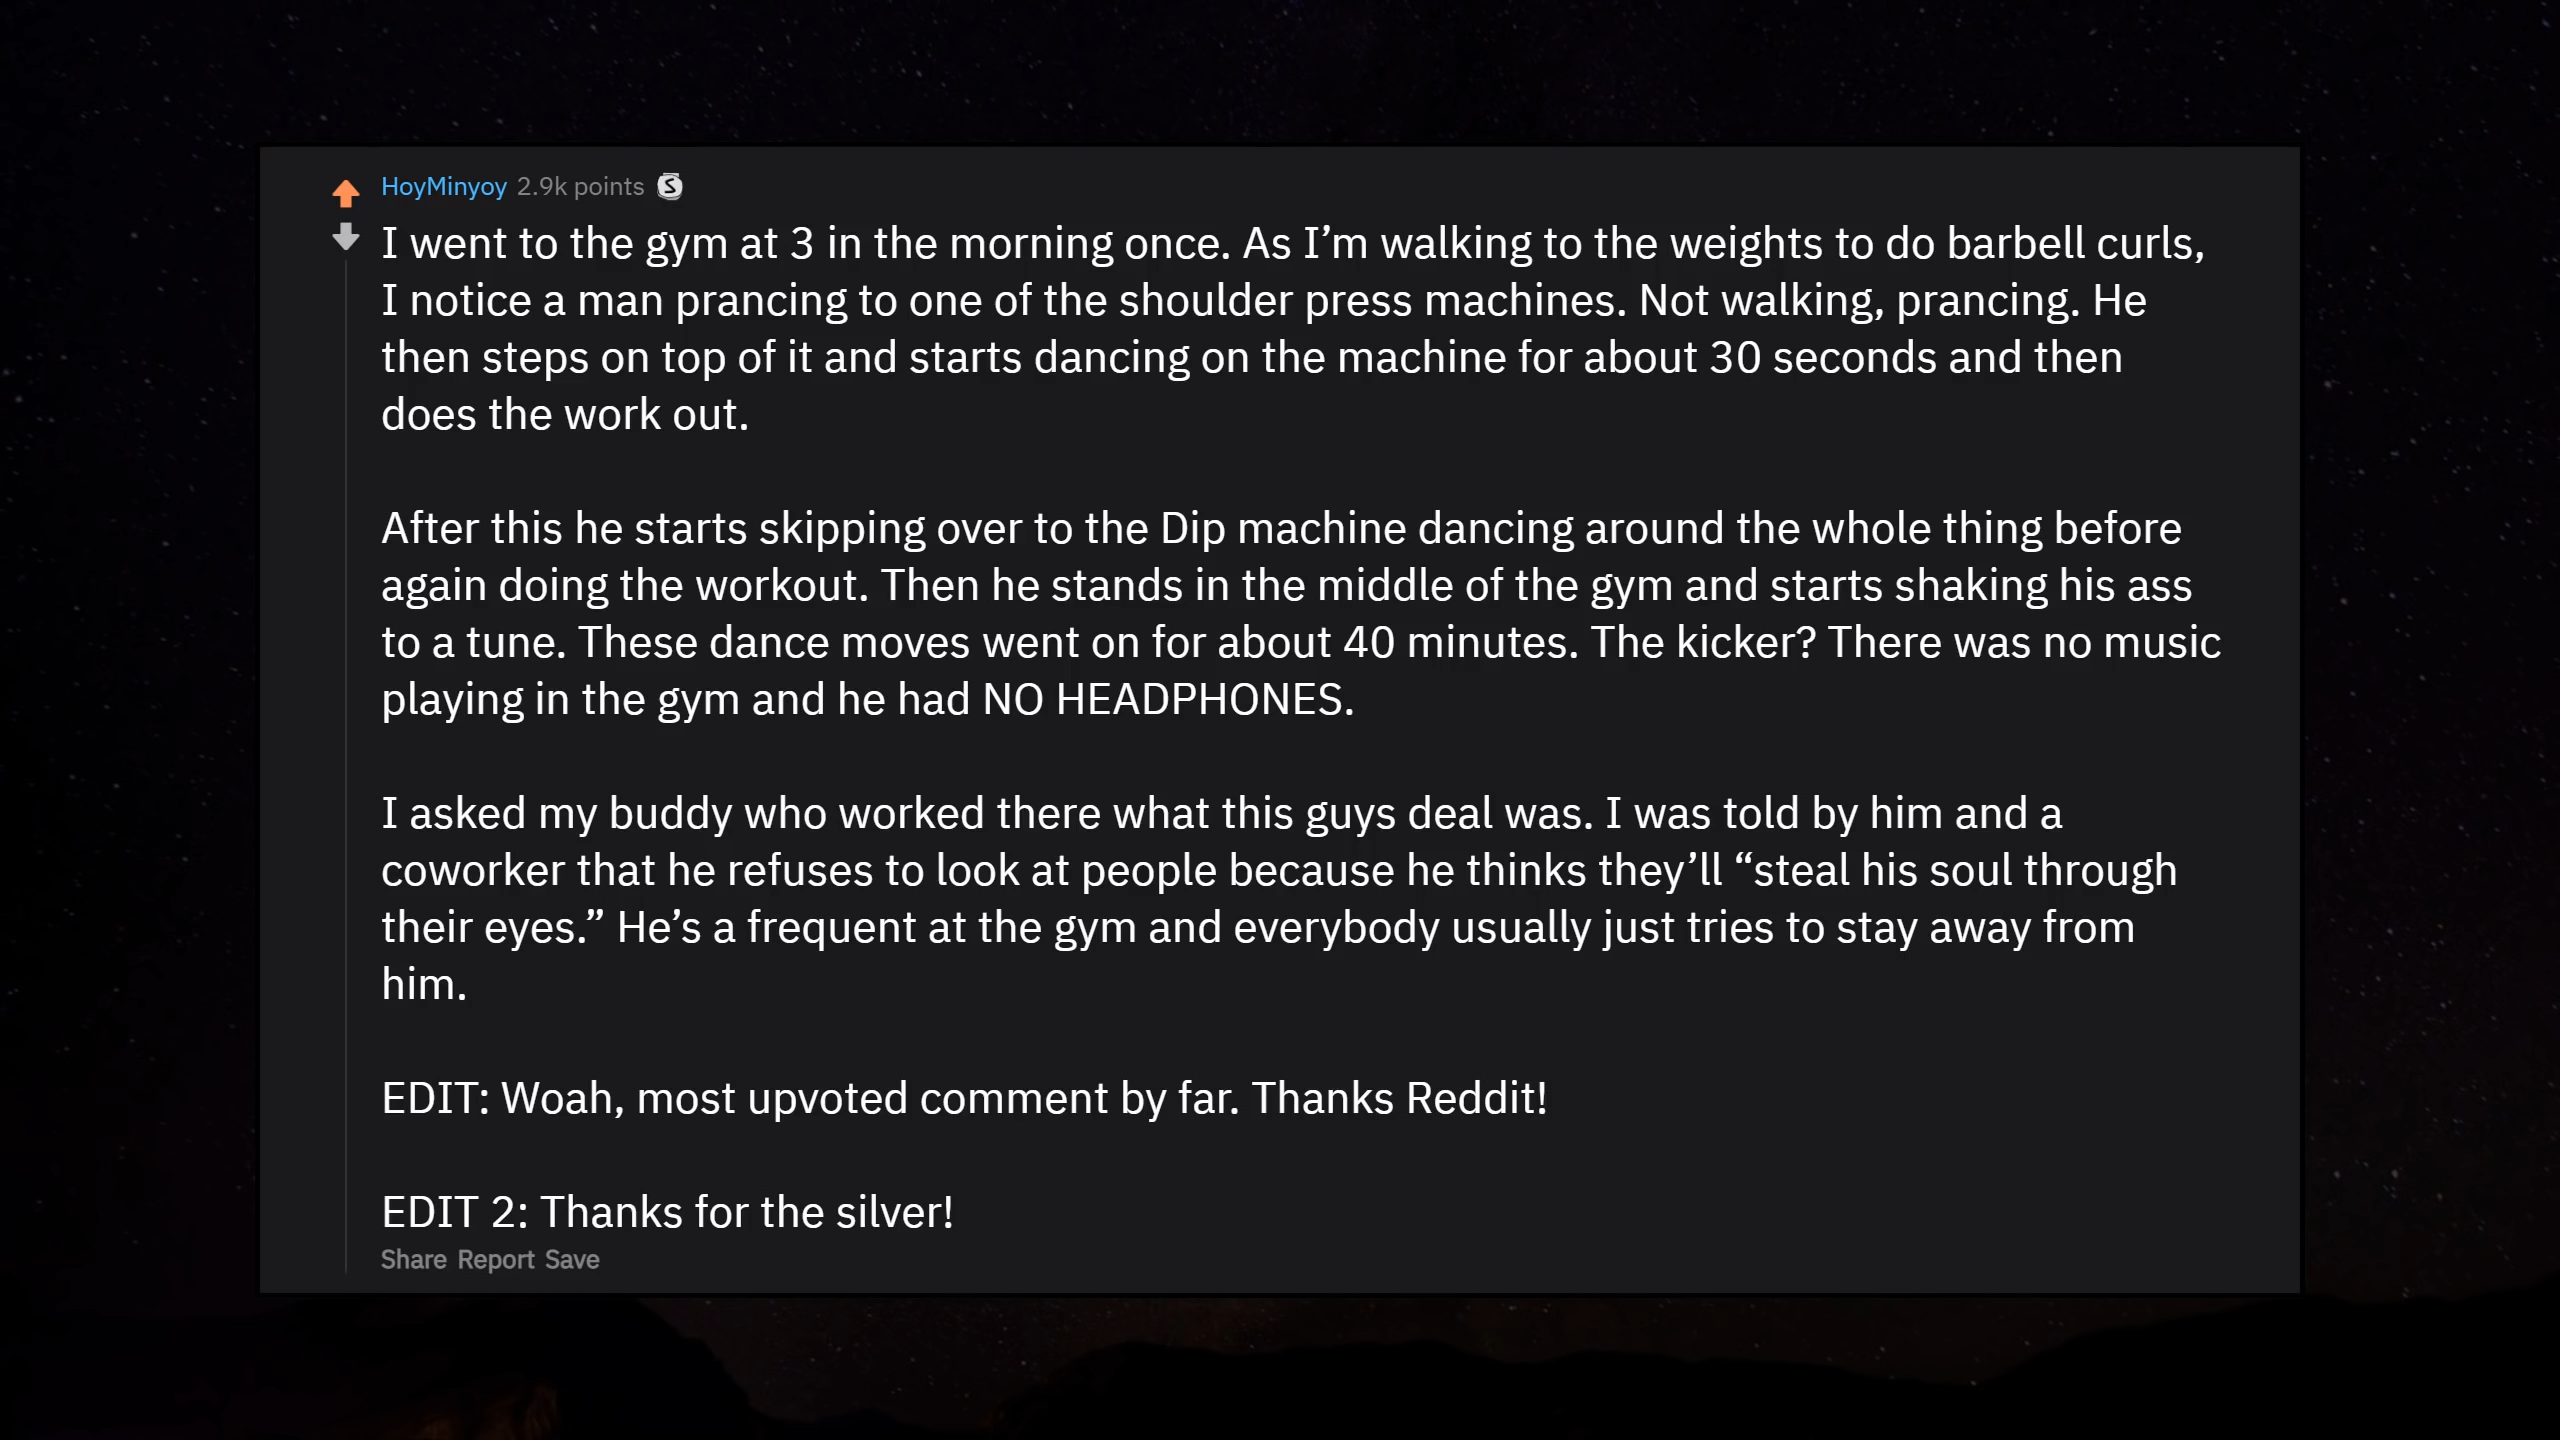 HoyMinyoy 2.9k points S
I went to the gym at 3 in the morning once. As I’m walking to the weights to do barbell curls,
I notice a man prancing to one of the shoulder press machines. Not walking, prancing. He
then steps on top of it and starts dancing on the machine for about 30 seconds and then
does the work out.
After this he starts skipping over to the Dip machine dancing around the whole thing before
again doing the workout. Then he stands in the middle of the gym and starts shaking his ass
to a tune. These dance moves went on for about 40 minutes. The kicker? There was no music
playing in the gym and he had NO HEADPHONES.
I asked my buddy who worked there what this guys deal was. I was told by him and a
coworker that he refuses to look at people because he thinks they’ll “steal his soul through
their eyes.” He’s a frequent at the gym and everybody usually just tries to stay away from
him.
EDIT: Woah, most upvoted comment by far. Thanks Reddit!
EDIT 2: Thanks for the silver!
Share Report Save